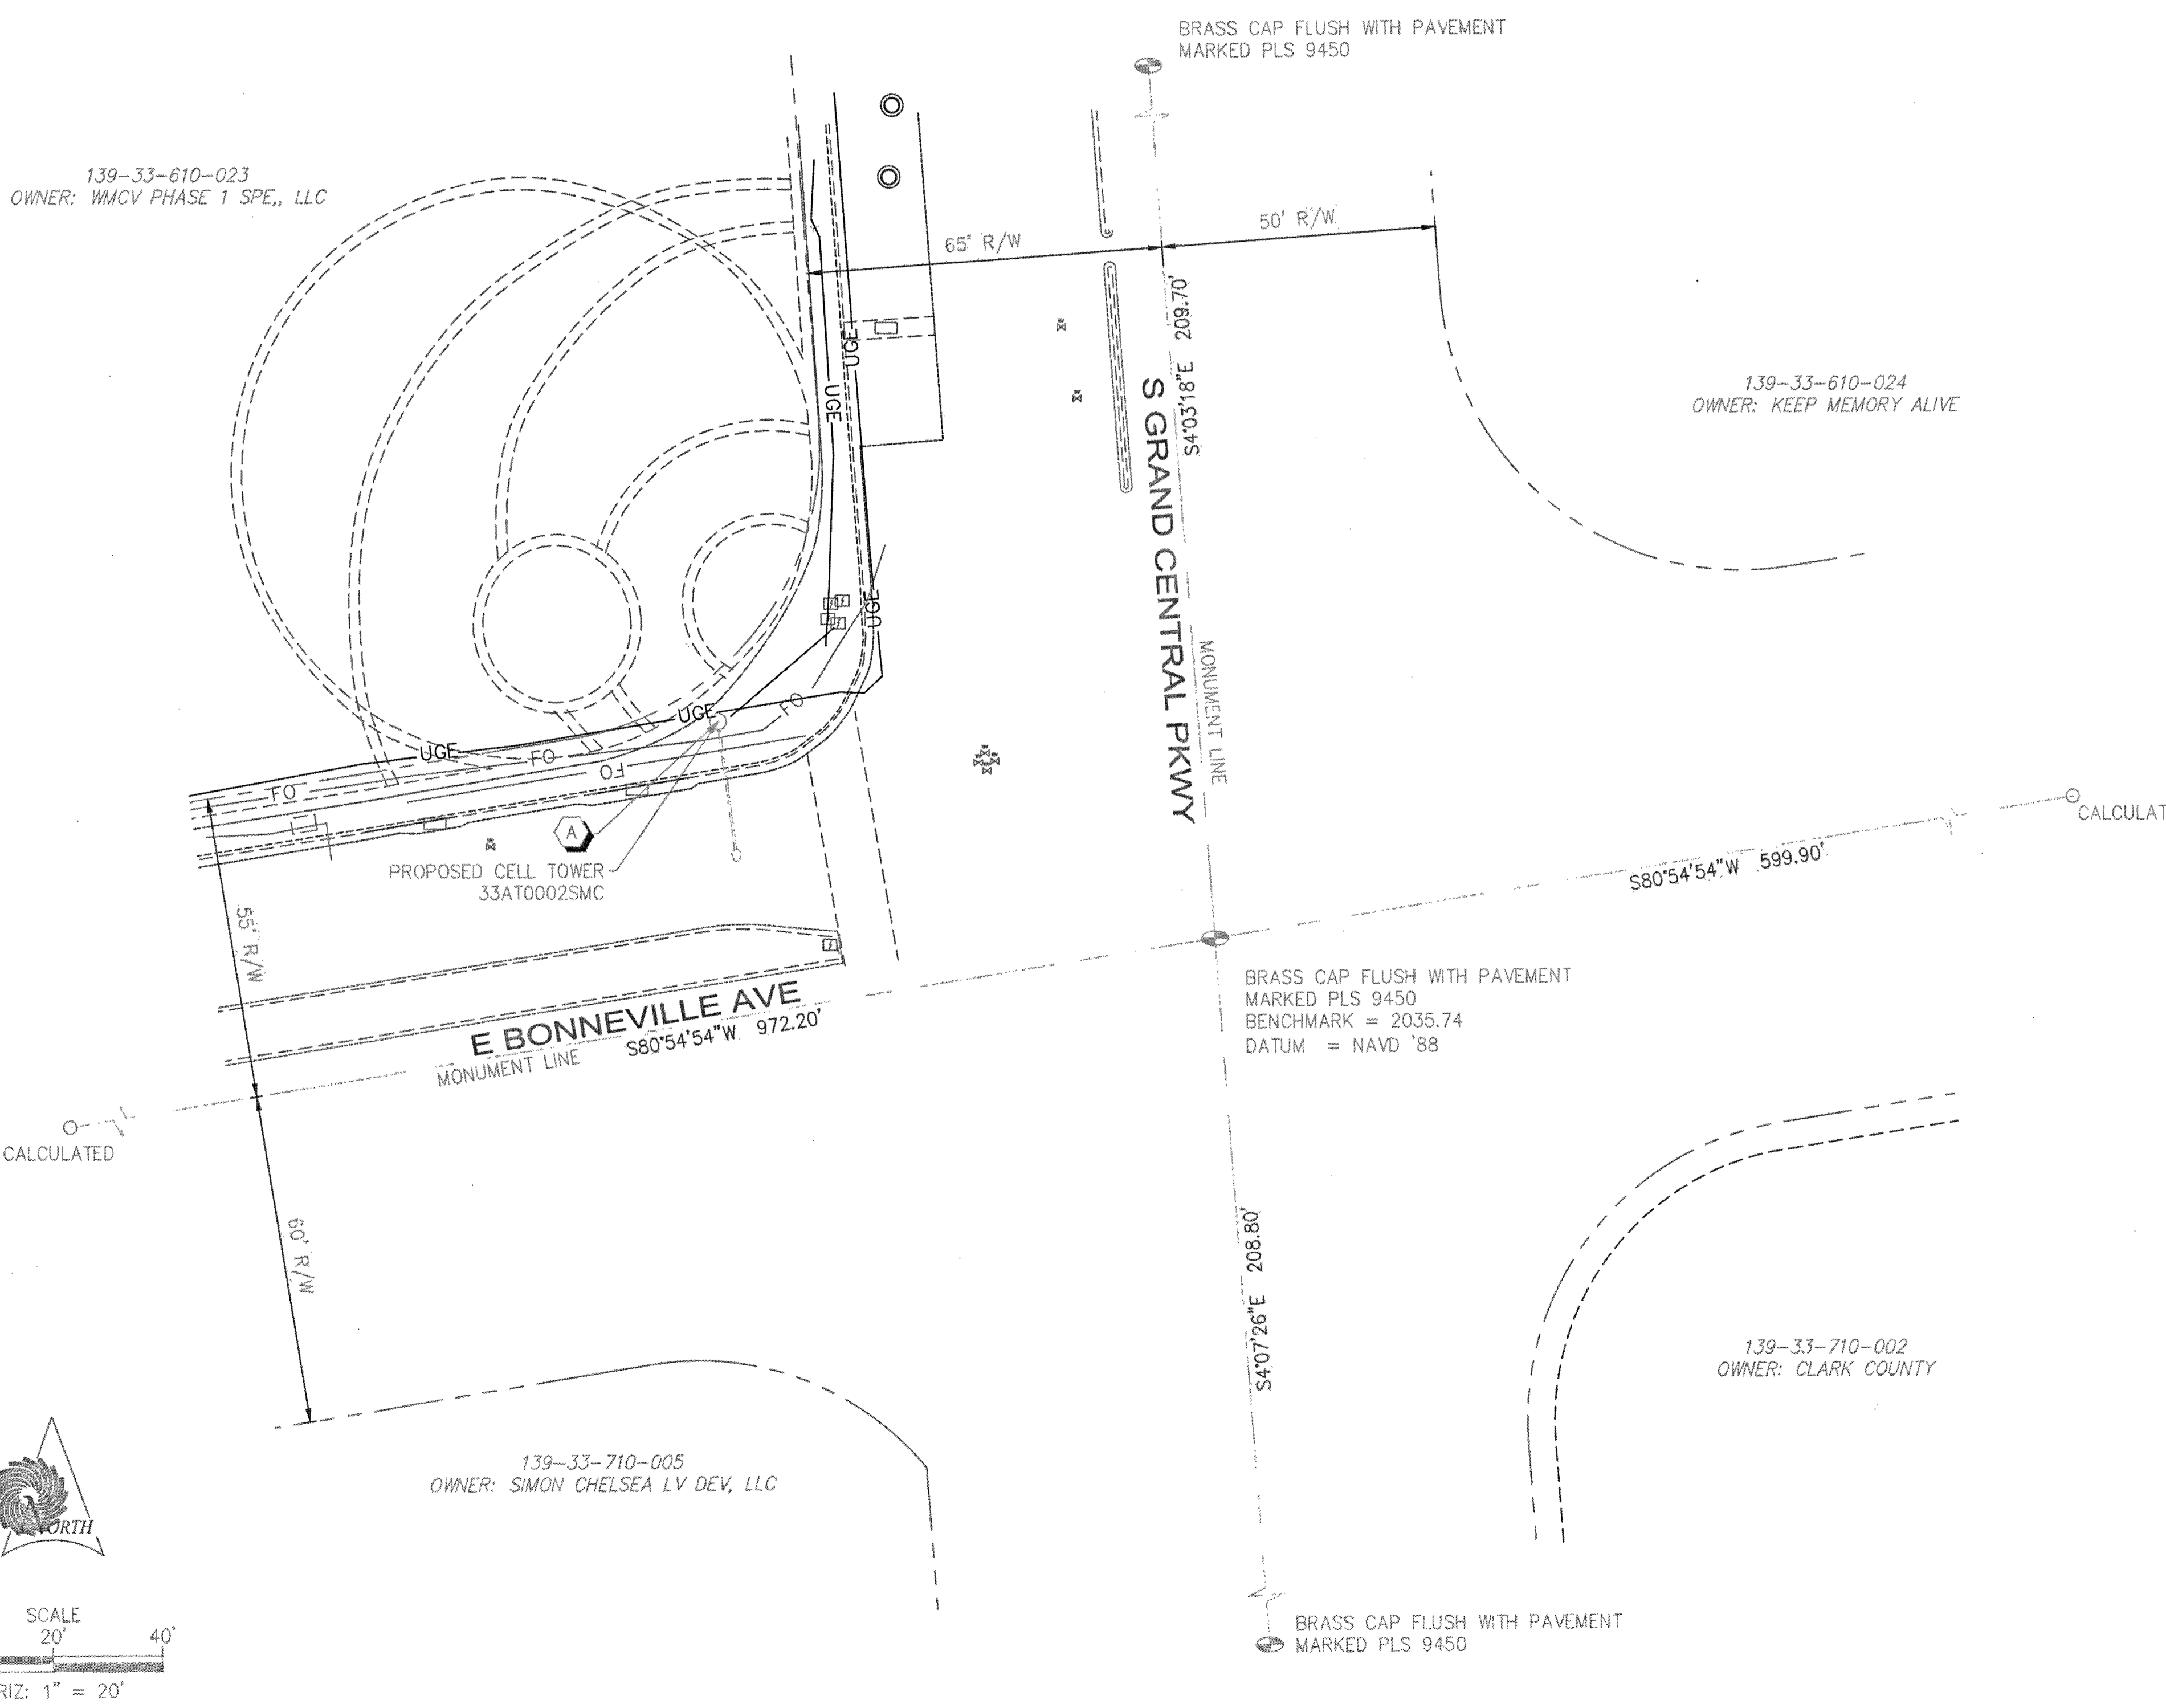 BRASS CAP FLUSH WITH PAVEMENT
MARKED PLS 9450
139-33-610-023
OWNER: WMCV PHASE 1 SPE,, LLC
65' R/W
50' R/W
S4°03'18"E 209.70'
UGE
UGE
139-33-610-024
OWNER: KEEP MEMORY ALIVE
S GRAND CENTRAL PKWY
MONUMENT LINE
UGE
UGE
FO
UGE
FO
FO
FO
A
PROPOSED CELL TOWER
33AT0002SMC
CALCULAT
S80°54'54"W 599.90'
55' R/W
BRASS CAP FLUSH WITH PAVEMENT
MARKED PLS 9450
BENCHMARK = 2035.74
DATUM = NAVD '88
E BONNEVILLE AVE
S80°54'54"W 972.20'
MONUMENT LINE
CALCULATED
60' R/W
S4°07'26"E 208.80'
139-33-710-002
OWNER: CLARK COUNTY
139-33-710-005
OWNER: SIMON CHELSEA LV DEV, LLC
NORTH
SCALE
20' 40'
RIZ: 1" = 20'
BRASS CAP FLUSH WITH PAVEMENT
MARKED PLS 9450